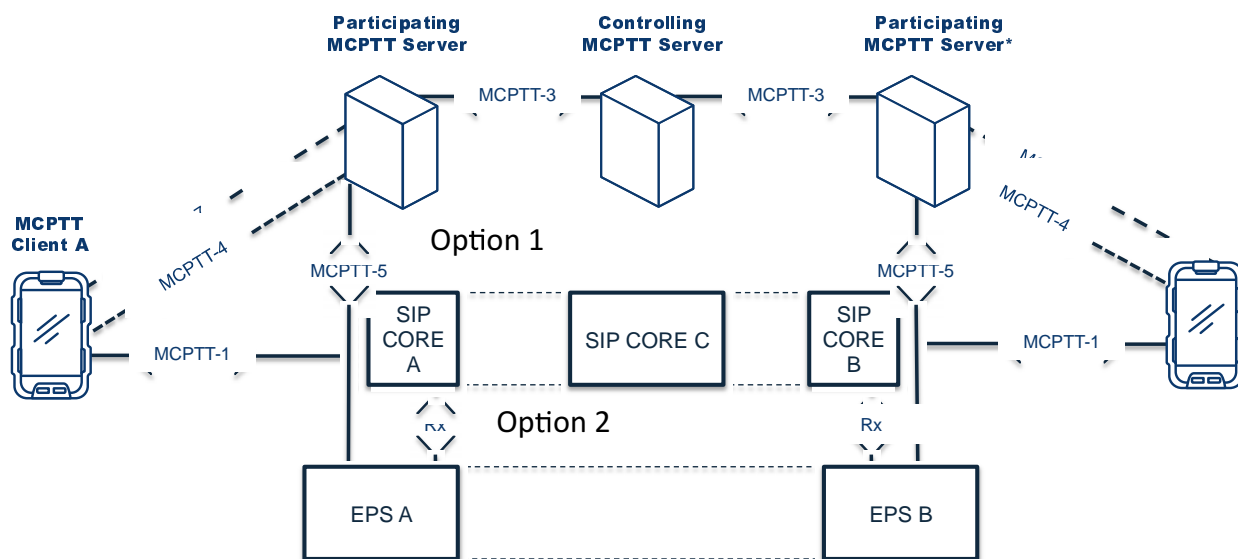 Participating
MCPTT Server
Controlling
MCPTT Server
Participating
MCPTT Server*
MCPTT-3
MCPTT-3
MCPTT
Client A
MCPTT-4
MCPTT-4
Option 1
MCPTT-5
MCPTT-5
SIP
CORE
A
SIP CORE C
SIP
CORE
B
MCPTT-1
MCPTT-1
Option 2
Rx
Rx
EPS A
EPS B